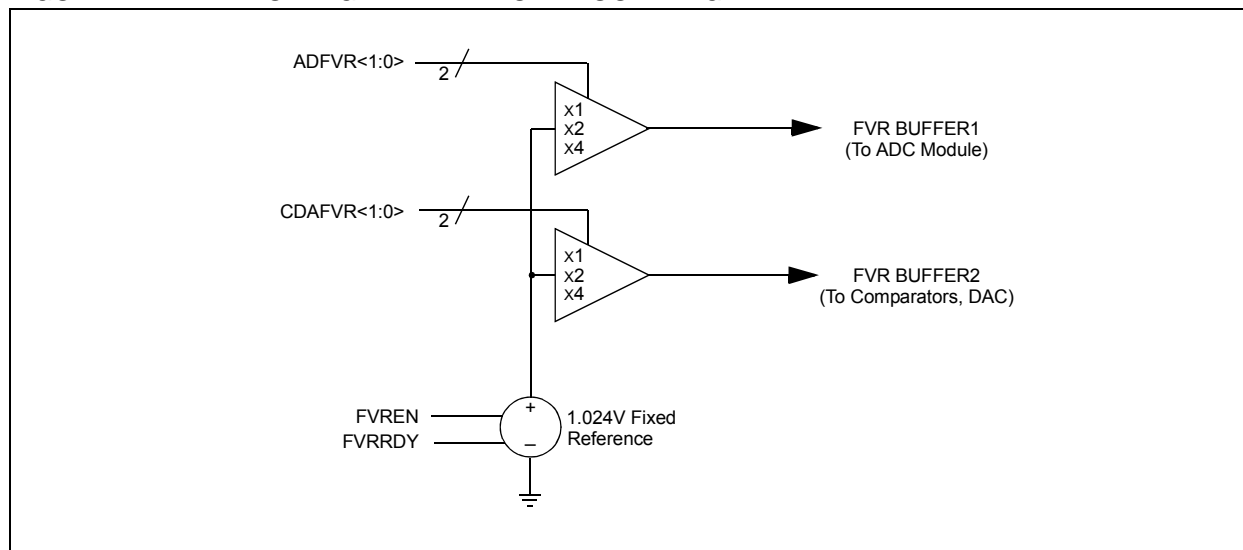 ADFVR<1:0>
2
X1
X2
X4
FVR BUFFER1
(To ADC Module)
CDAFVR<1:0>
2
X1
X2
X4
FVR BUFFER2
(To Comparators, DAC)
FVREN
FVRRDY
+
–
1.024V Fixed
Reference